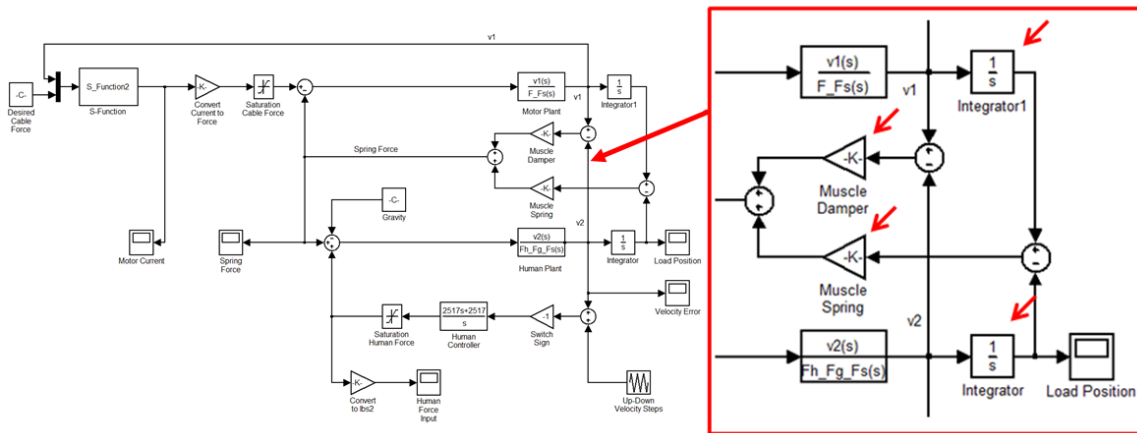 v1
-C-
Desired
Cable
Force
S_Function2
S-Function
-K-
Convert
Current to
Force
Saturation
Cable Force
+
-
v1(s)
F_Fs(s)
Motor Plant
v1
1
s
Integrator1
Spring Force
+
+
-K-
Muscle
Damper
+
-
-K-
Muscle
Spring
+
-
-C-
Gravity
v2
+
+
+
v2(s)
Fh_Fg_Fs(s)
Human Plant
1
s
Integrator
Load Position
Motor Current
Spring
Force
Velocity Error
Saturation
Human Force
2517s+2517
s
Human
Controller
-1
Switch
Sign
+
+
-K-
Convert
to lbs2
Human
Force
Input
Up-Down
Velocity Steps
v1(s)
F_Fs(s)
v1
1
s
Integrator1
+
+
-K-
Muscle
Damper
+
-
-K-
Muscle
Spring
+
-
v2
v2(s)
Fh_Fg_Fs(s)
1
s
Integrator
Load Position